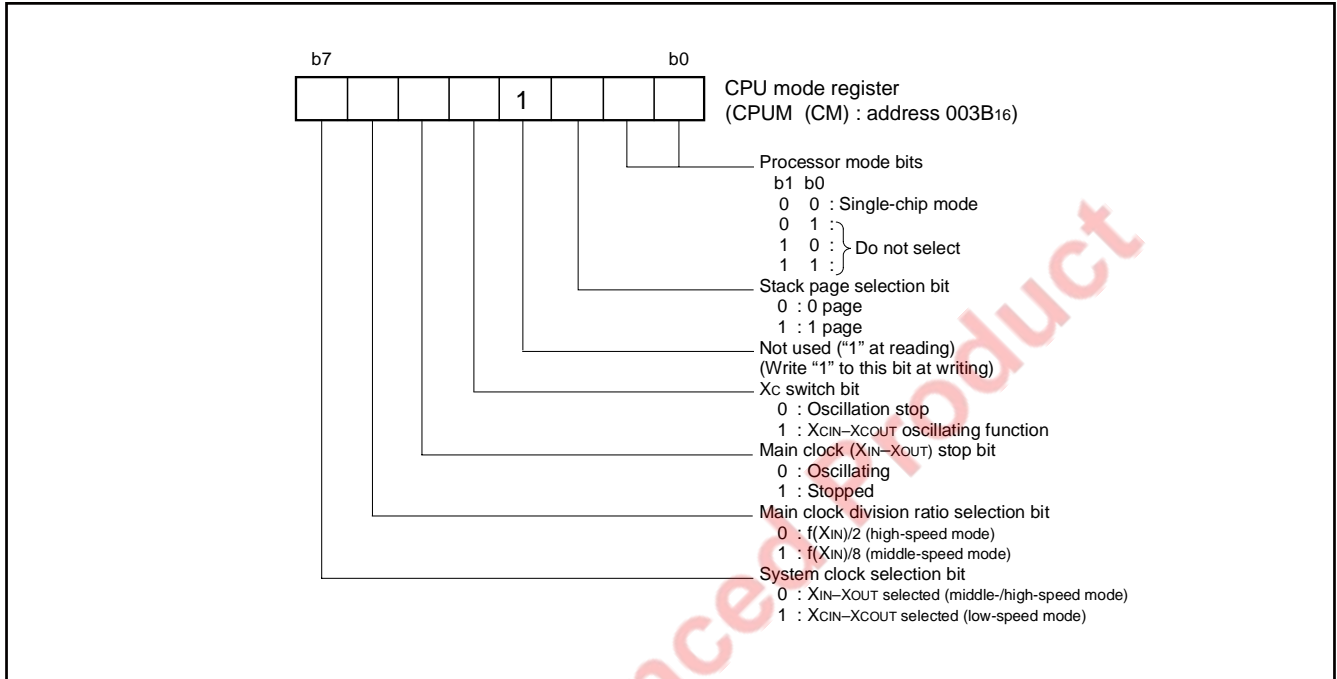 b7 b0
1
CPU mode register
(CPUM (CM) : address 003B16)
Processor mode bits
b1 b0
0 0 : Single-chip mode
0 1 :
1 0 : Do not select
1 1 :
Stack page selection bit
0 : 0 page
1 : 1 page
Not used (“1” at reading)
(Write “1” to this bit at writing)
XC switch bit
0 : Oscillation stop
1 : XCIN–XCOUT oscillating function
Main clock (XIN–XOUT) stop bit
0 : Oscillating
1 : Stopped
Main clock division ratio selection bit
0 : f(XIN)/2 (high-speed mode)
1 : f(XIN)/8 (middle-speed mode)
System clock selection bit
0 : XIN–XOUT selected (middle-/high-speed mode)
1 : XCIN–XCOUT selected (low-speed mode)
nced Product